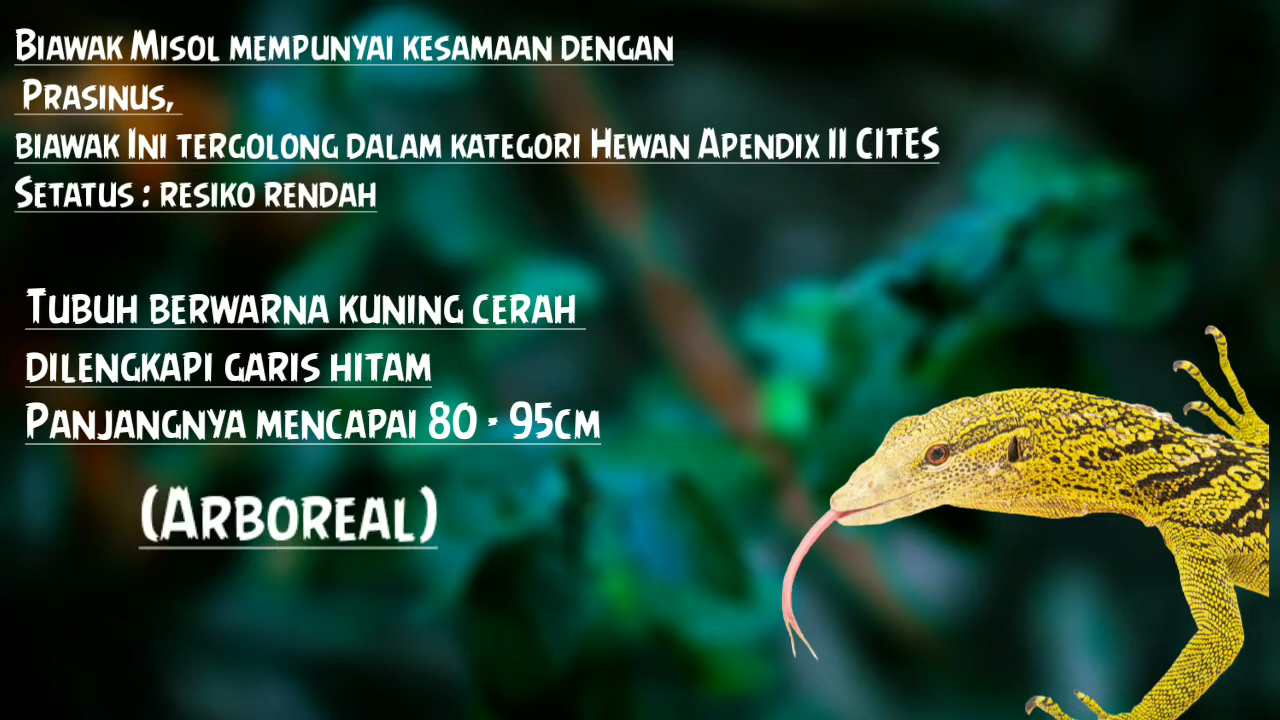 Biawak Misol mempunyai kesamaan dengan
Prasinus,
biawak Ini tergolong dalam kategori Hewan Apendix II CITES
Setatus : resiko rendah
Tubuh berwarna kuning cerah
dilengkapi garis hitam
Panjangnya mencapai 80 - 95cm
(Arboreal)